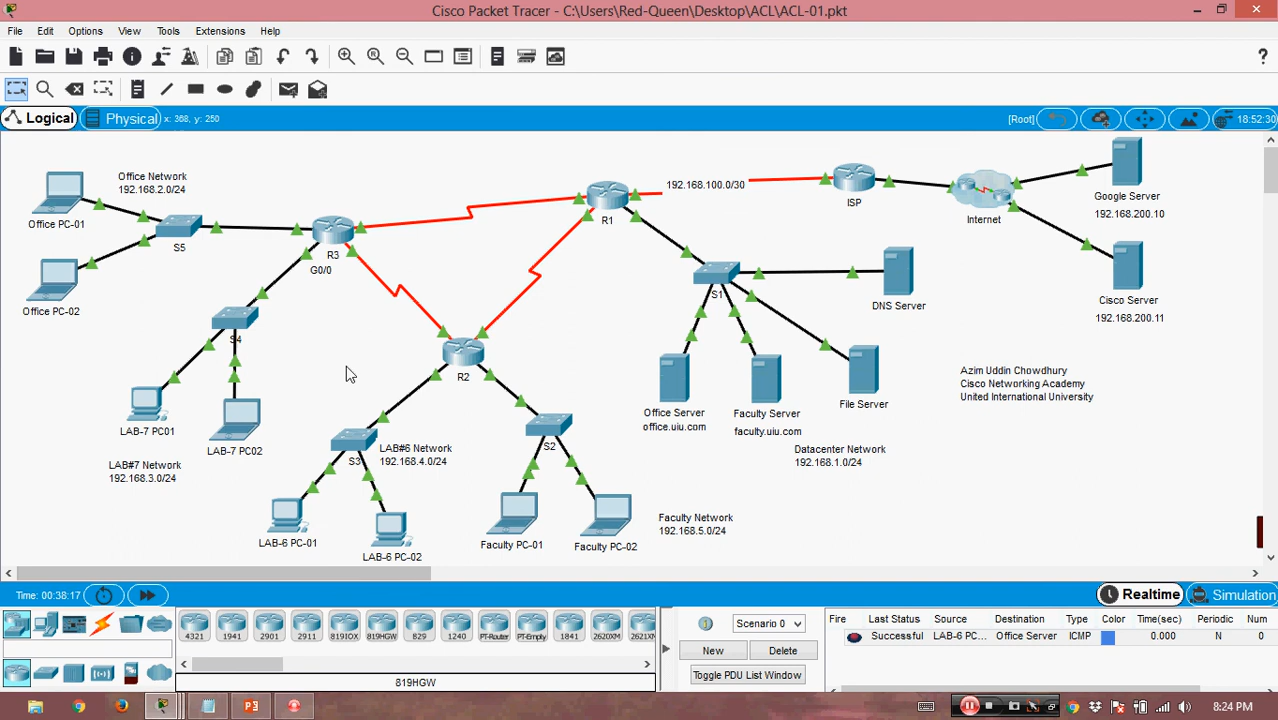 Cisco Packet Tracer - C:\Users\Red-Queen\Desktop\ACL\ACL-01.pkt
File Edit Options View Tools Extensions Help
Logical Physical x: 368, y: 250 [Root] 18:52:30
Office Network
192.168.2.0/24
Office PC-01
S5
Office PC-02
R3
G0/0
R1
192.168.100.0/30
ISP
Internet
Google Server
192.168.200.10
Cisco Server
192.168.200.11
S1
DNS Server
S4
R2
LAB-7 PC01
LAB-7 PC02
LAB#7 Network
192.168.3.0/24
Office Server
office.uiu.com
Faculty Server
faculty.uiu.com
File Server
Datacenter Network
192.168.1.0/24
Azim Uddin Chowdhury
Cisco Networking Academy
United International University
S3
LAB#6 Network
192.168.4.0/24
S2
LAB-6 PC-01
LAB-6 PC-02
Faculty PC-01
Faculty PC-02
Faculty Network
192.168.5.0/24
Time: 00:38:17 Realtime Simulation
4321 1941 2901 2911 819IOX 819HGW 829 1240 PT-Router PT-Empty 1841 2620XM 2621XM
819HGW
Scenario 0
New Delete
Toggle PDU List Window
Fire Last Status Source Destination Type Color Time(sec) Periodic Num
Successful LAB-6 PC... Office Server ICMP 0.000 N 0
8:24 PM